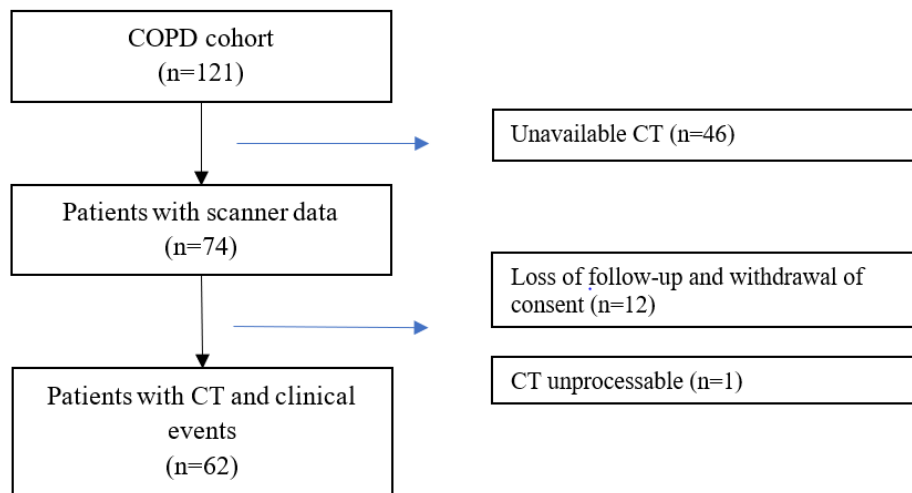 COPD cohort
(n=121)
Unavailable CT (n=46)
Patients with scanner data
(n=74)
Loss of follow-up and withdrawal of
consent (n=12)
CT unprocessable (n=1)
Patients with CT and clinical
events
(n=62)